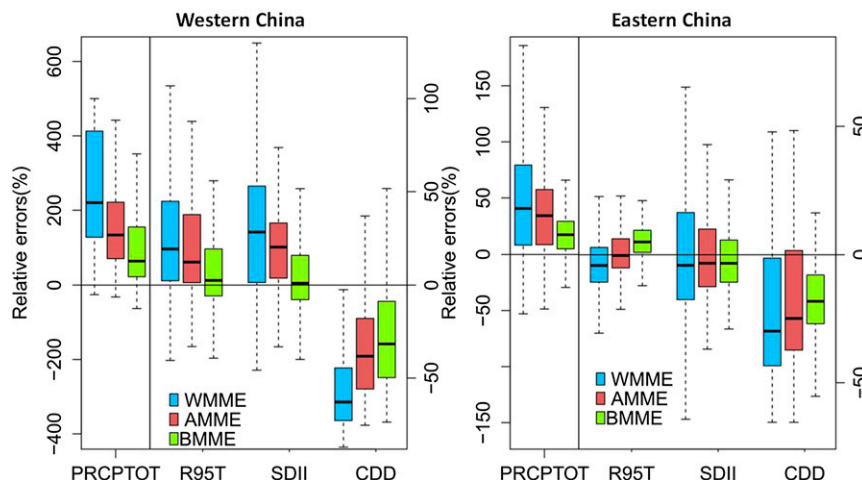 Western China
Eastern China
Relative errors(%)
600
400
200
0
−200
−400
100
50
0
−50
WMME
AMME
BMME
PRCPTOT R95T SDII CDD
Relative errors(%)
150
100
50
0
−50
−150
50
0
−50
WMME
AMME
BMME
PRCPTOT R95T SDII CDD